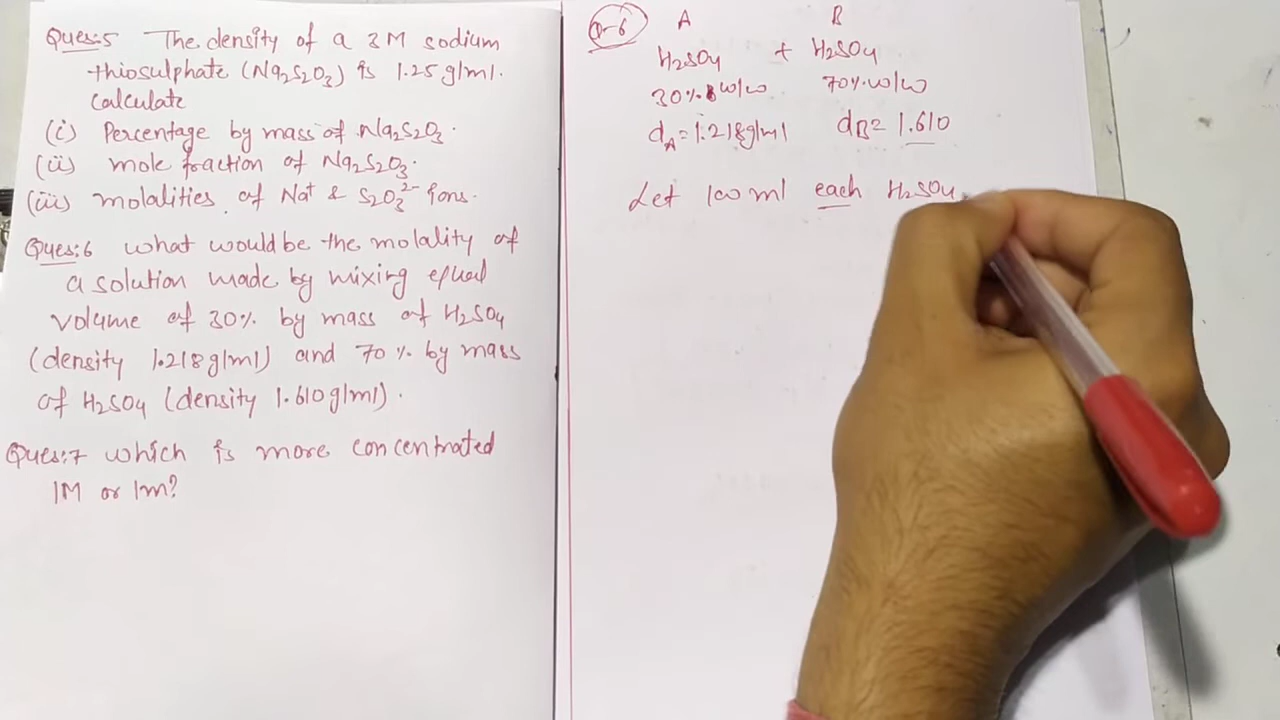 Ques:5 The density of a 3M sodium
thiosulphate (Na2S2O3) is 1.25 g/ml.
Calculate
(i) Percentage by mass of Na2S2O3.
(ii) mole fraction of Na2S2O3.
(iii) molalities of Na+ & S2O3^2- ions.
Ques:6 what would be the molality of
a solution made by mixing equal
volume of 30% by mass of H2SO4
(density 1.218 g/ml) and 70% by mass
of H2SO4 (density 1.610 g/ml).
Ques:7 which is more concentrated
1M or 1m?
Q-6 A B
H2SO4 + H2SO4
30% w/w 70% w/w
dA = 1.218 g/ml dB = 1.610
Let 100 ml each H2SO4